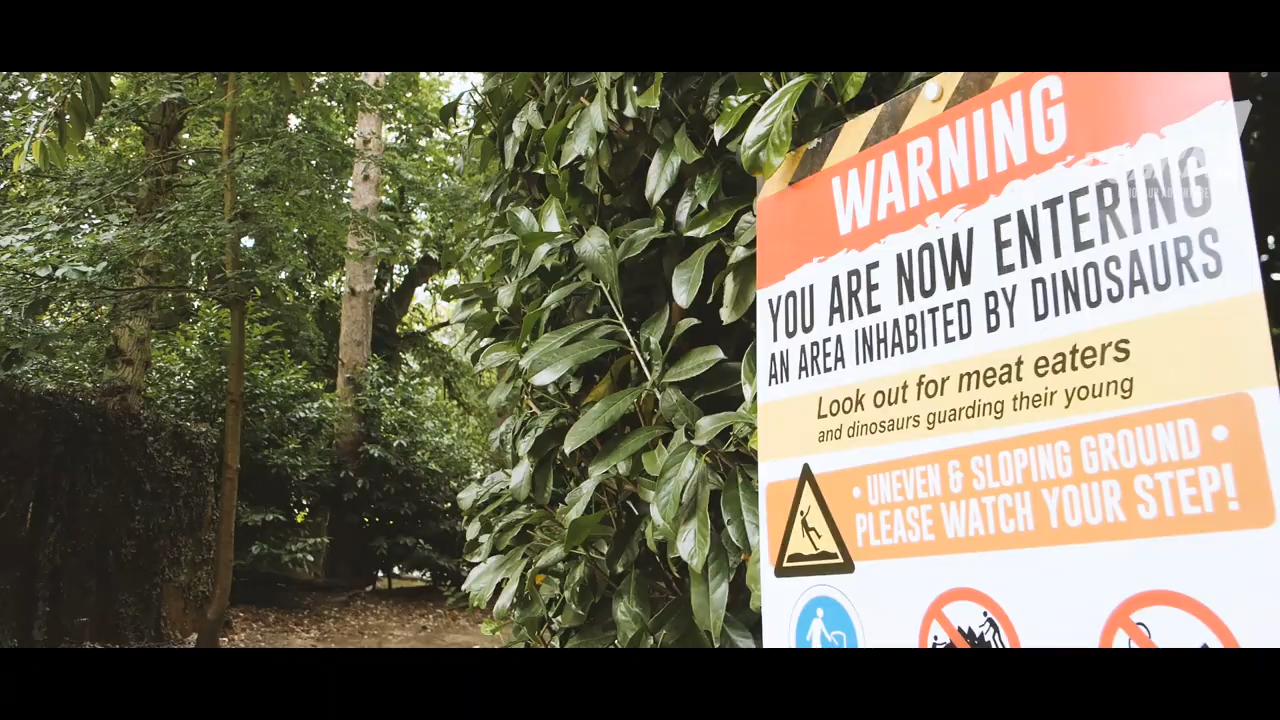 WARNING
YOU ARE NOW ENTERING
AN AREA INHABITED BY DINOSAURS
Look out for meat eaters
and dinosaurs guarding their young
• UNEVEN & SLOPING GROUND •
PLEASE WATCH YOUR STEP!